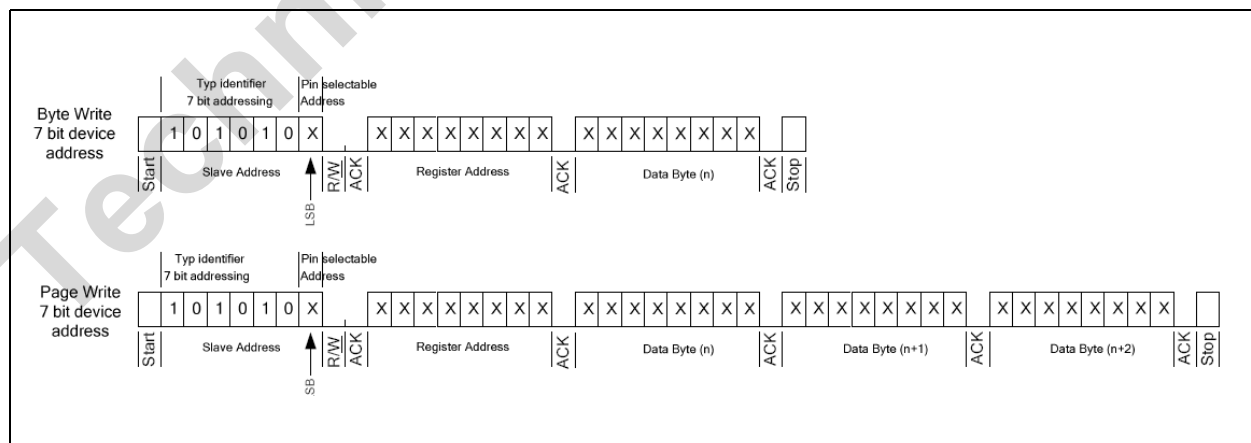 Techn
Typ identifier Pin selectable
7 bit addressing Address
Byte Write
7 bit device
address
1 0 1 0 1 0 X X X X X X X X X X X X X X X X X
Start Slave Address R/W ACK Register Address ACK Data Byte (n) ACK Stop
LSB
Typ identifier Pin selectable
7 bit addressing Address
Page Write
7 bit device
address
1 0 1 0 1 0 X X X X X X X X X X X X X X X X X X X X X X X X X X X X X X X X X
Start Slave Address R/W ACK Register Address ACK Data Byte (n) ACK Data Byte (n+1) ACK Data Byte (n+2) ACK Stop
.SB